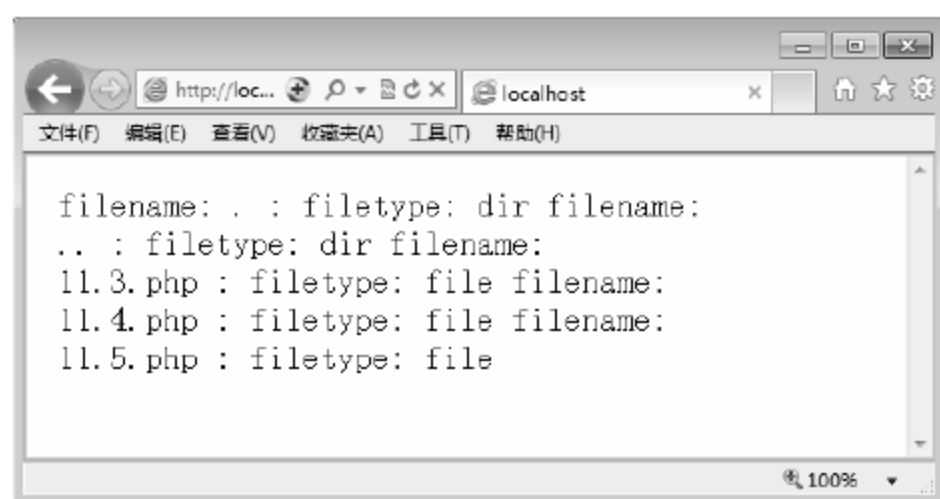 http://loc...
localhost
文件(F) 编辑(E) 查看(V) 收藏夹(A) 工具(T) 帮助(H)
filename: . : filetype: dir filename:
.. : filetype: dir filename:
11.3.php : filetype: file filename:
11.4.php : filetype: file filename:
11.5.php : filetype: file
100%